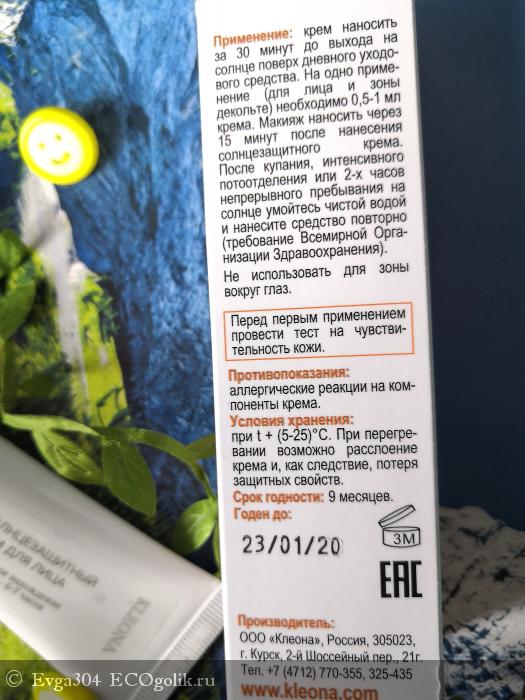 Применение: крем наносить
за 30 минут до выхода на
солнце поверх дневного уходо-
вого средства. На одно приме-
нение (для лица и зоны
декольте) необходимо 0,5-1 мл
крема. Макияж наносить через
15 минут после нанесения
солнцезащитного крема.
После купания, интенсивного
потоотделения или 2-х часов
непрерывного пребывания на
солнце умойтесь чистой водой
и нанесите средство повторно
(требование Всемирной Орга-
низации Здравоохранения).
Не использовать для зоны
вокруг глаз.
Перед первым применением
провести тест на чувстви-
тельность кожи.
Противопоказания:
аллергические реакции на ком-
поненты крема.
Условия хранения:
при t + (5-25)°С. При перегре-
вании возможно расслоение
крема и, как следствие, потеря
защитных свойств.
Срок годности: 9 месяцев.
Годен до:
23/01/20
3М
EAC
Производитель:
ООО «Клеона», Россия, 305023,
г. Курск, 2-й Шоссейный пер., 21г.
Тел. +7 (4712) 770-355, 325-435
www.kleona.com
ЛНЦЕЗАЩИТНЫЙ
ДЛЯ ЛИЦА
KLEONA
© Evga304 ECOgolik.ru